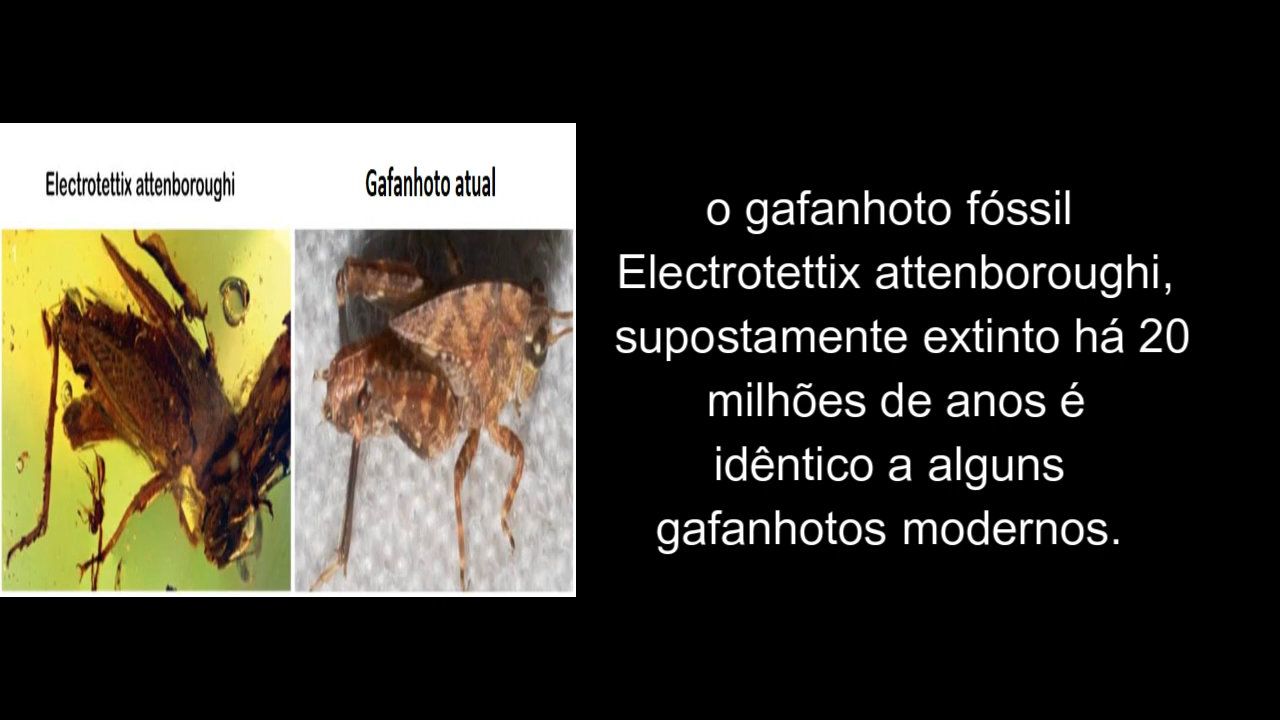 Electrotettix attenboroughi
Gafanhoto atual
o gafanhoto fóssil
Electrotettix attenboroughi,
supostamente extinto há 20
milhões de anos é
idêntico a alguns
gafanhotos modernos.